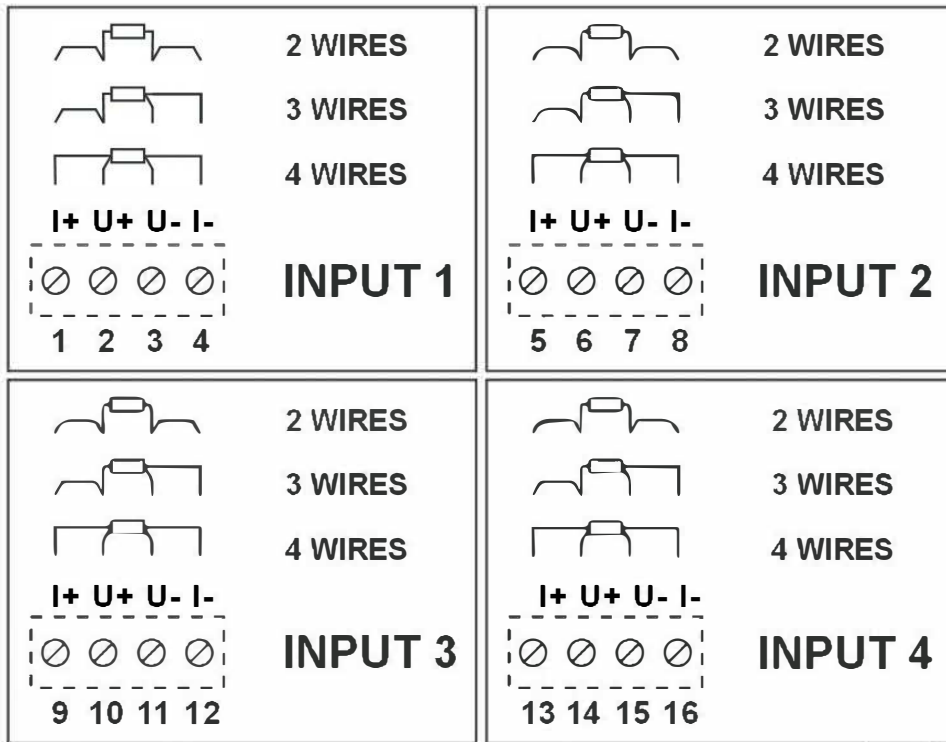 2 WIRES
3 WIRES
4 WIRES
I+ U+ U- I-
INPUT 1
1 2 3 4
2 WIRES
3 WIRES
4 WIRES
I+ U+ U- I-
INPUT 2
5 6 7 8
2 WIRES
3 WIRES
4 WIRES
I+ U+ U- I-
INPUT 3
9 10 11 12
2 WIRES
3 WIRES
4 WIRES
I+ U+ U- I-
INPUT 4
13 14 15 16